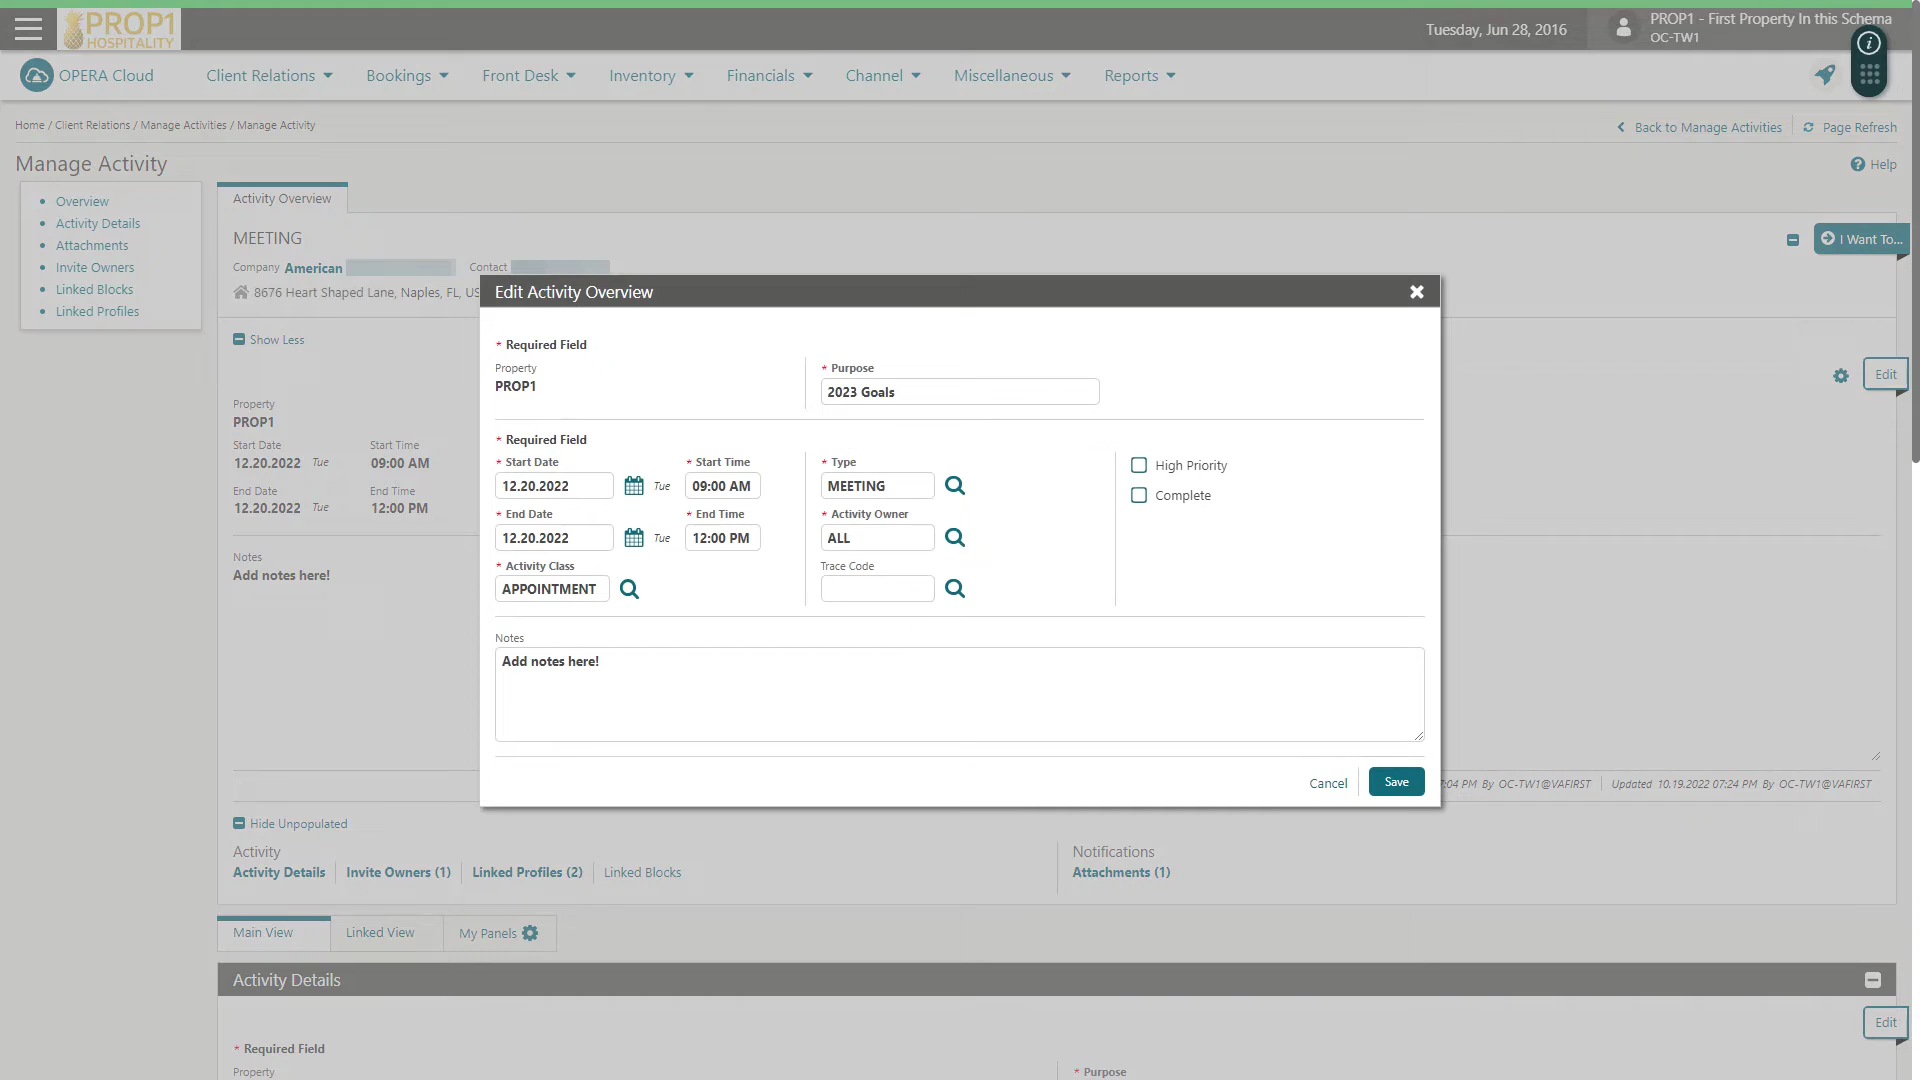 PROP1
HOSPITALITY
Tuesday, Jun 28, 2016
PROP1 - First Property In this Schema
OC-TW1
OPERA Cloud
Client Relations
Bookings
Front Desk
Inventory
Financials
Channel
Miscellaneous
Reports
Home / Client Relations / Manage Activities / Manage Activity
Back to Manage Activities
Page Refresh
Manage Activity
Help
Overview
Activity Details
Attachments
Invite Owners
Linked Blocks
Linked Profiles
Activity Overview
MEETING
I Want To...
Company American
Contact
8676 Heart Shaped Lane, Naples, FL, US
Show Less
Edit
Property
PROP1
Start Date
Start Time
12.20.2022 Tue
09:00 AM
End Date
End Time
12.20.2022 Tue
12:00 PM
Notes
Add notes here!
Edit Activity Overview
* Required Field
Property
PROP1
* Purpose
2023 Goals
* Required Field
* Start Date
* Start Time
* Type
12.20.2022 Tue
09:00 AM
MEETING
High Priority
Complete
* End Date
* End Time
* Activity Owner
12.20.2022 Tue
12:00 PM
ALL
* Activity Class
Trace Code
APPOINTMENT
Notes
Add notes here!
Cancel
Save
:04 PM By OC-TW1@VAFIRST
Updated 10.19.2022 07:24 PM By OC-TW1@VAFIRST
Hide Unpopulated
Activity
Notifications
Activity Details
Invite Owners (1)
Linked Profiles (2)
Linked Blocks
Attachments (1)
Main View
Linked View
My Panels
Activity Details
Edit
* Required Field
Property
* Purpose